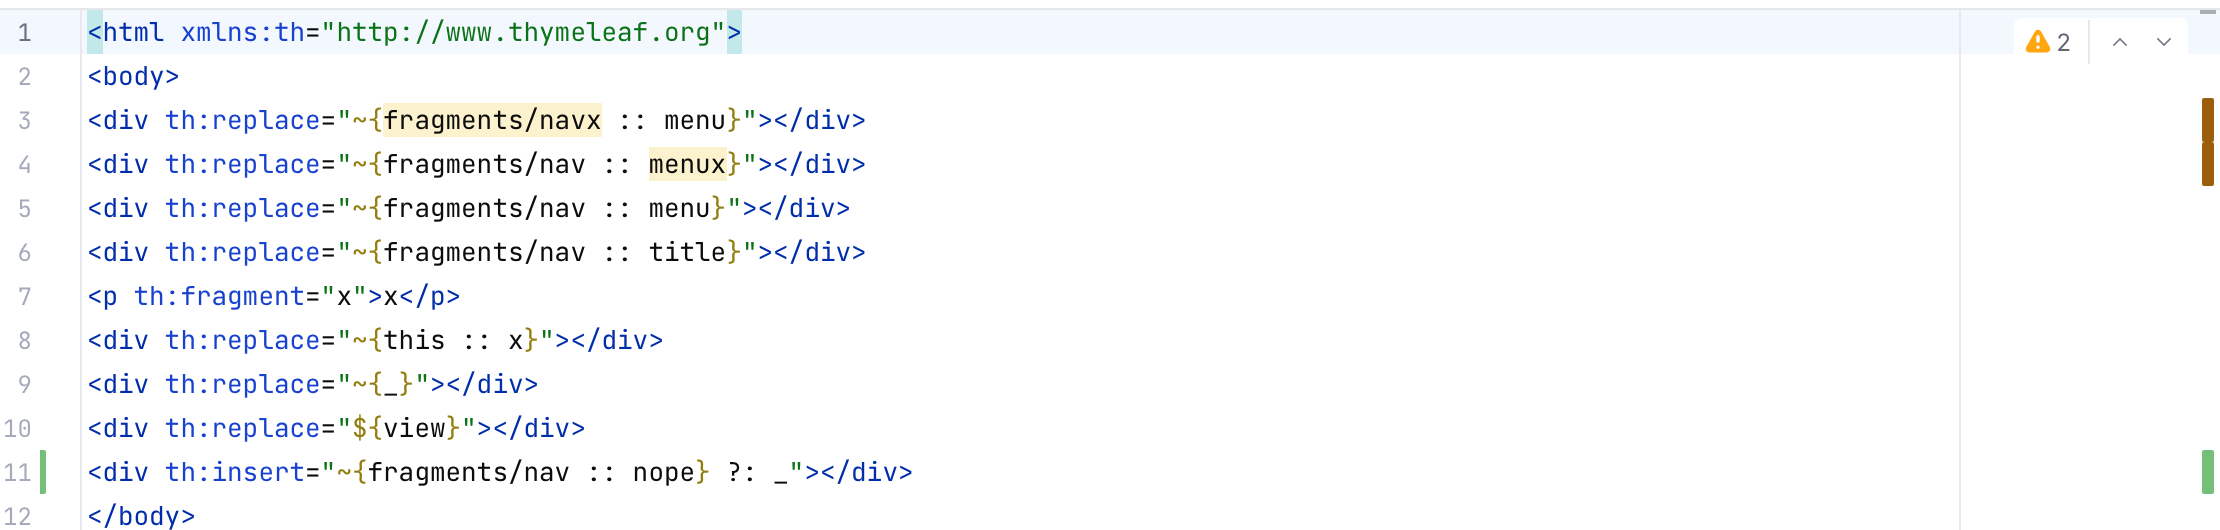 1 <html xmlns:th="http://www.thymeleaf.org"> 2
2 <body>
3 <div th:replace="~{fragments/navx :: menu}"></div>
4 <div th:replace="~{fragments/nav :: menux}"></div>
5 <div th:replace="~{fragments/nav :: menu}"></div>
6 <div th:replace="~{fragments/nav :: title}"></div>
7 <p th:fragment="x">x</p>
8 <div th:replace="~{this :: x}"></div>
9 <div th:replace="~{_}"></div>
10 <div th:replace="${view}"></div>
11 <div th:insert="~{fragments/nav :: nope} ?: _"></div>
12 </body>